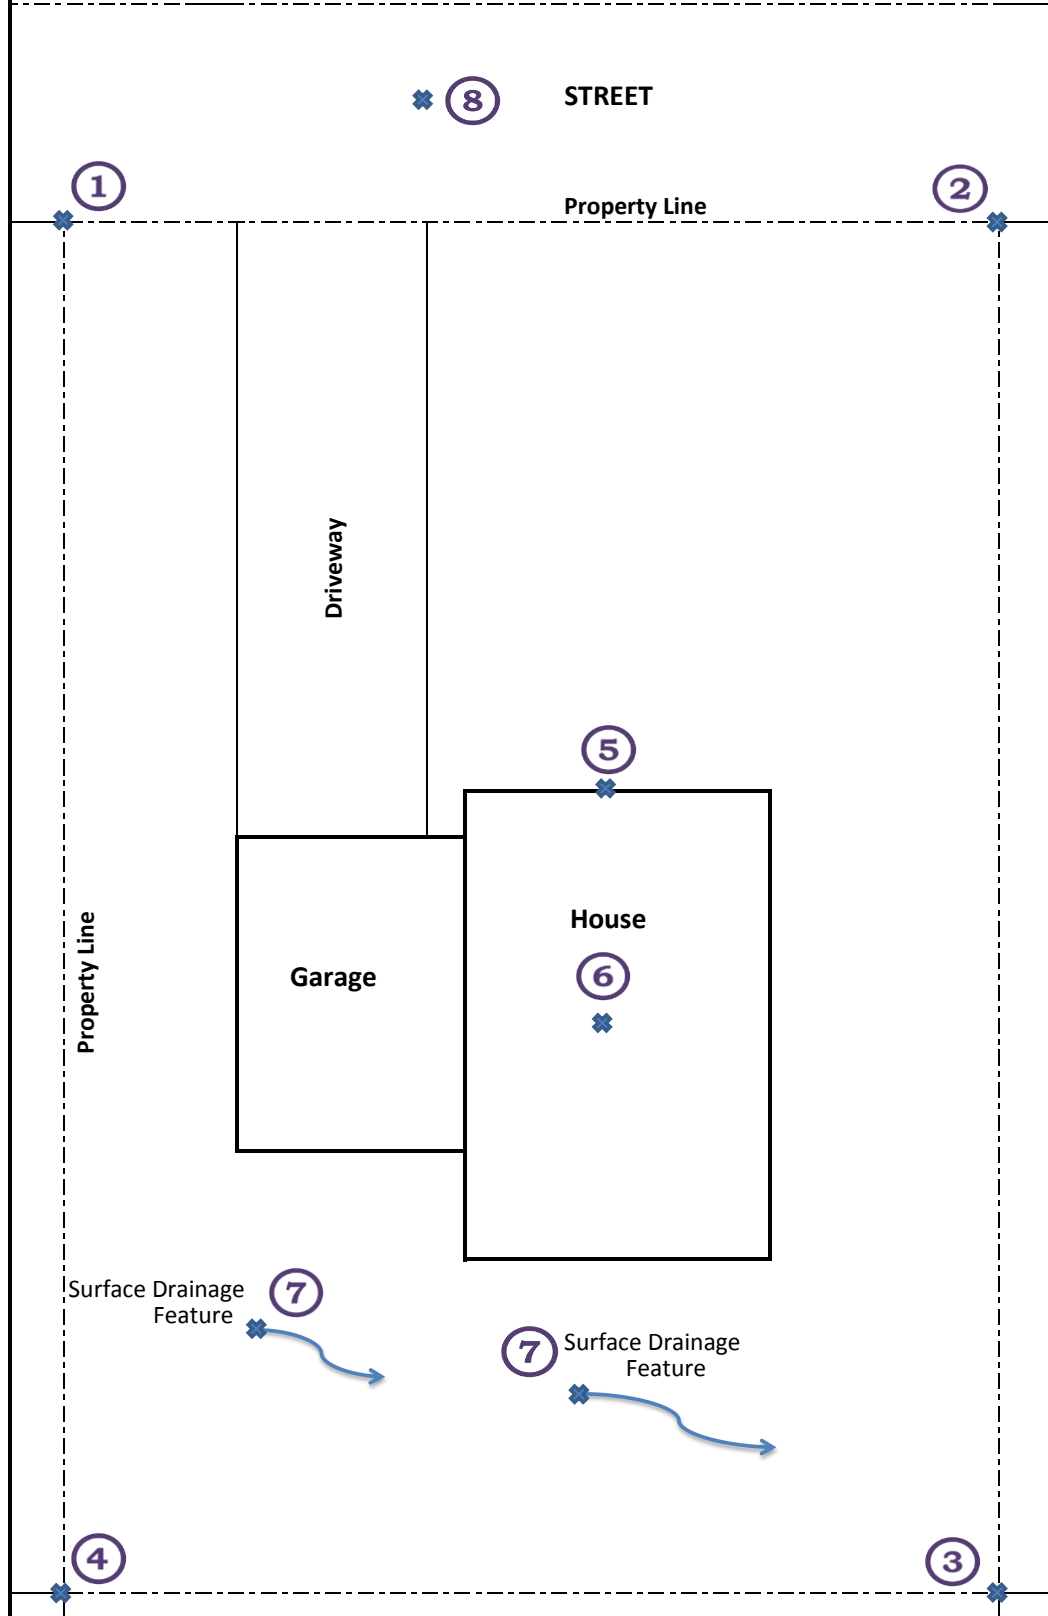 8 STREET
1
2
Property Line
Driveway
5
House
Property Line
Garage
6
Surface Drainage
Feature
7
7
Surface Drainage
Feature
4
3